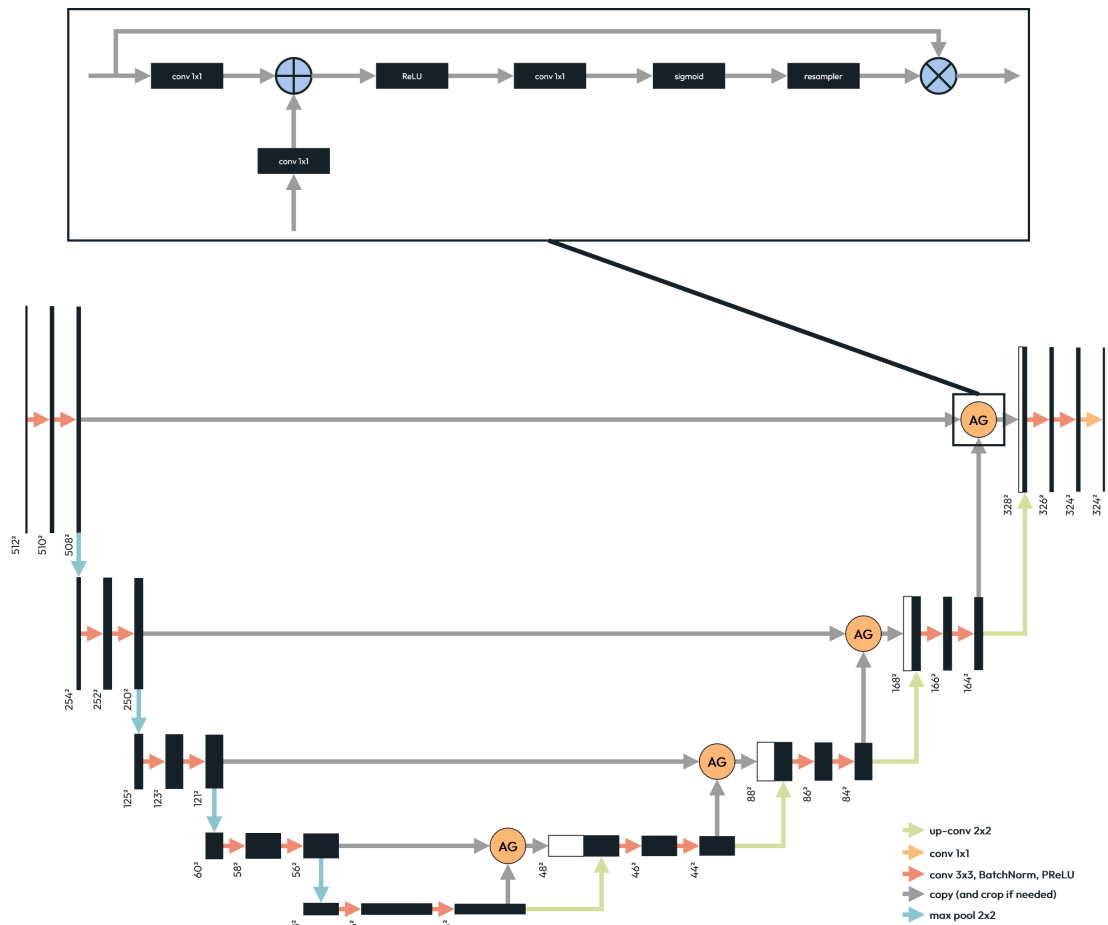 conv 1x1
ReLU
conv 1x1
sigmoid
resampler
conv 1x1
AG
512²
510²
508²
328²
326²
324²
324²
AG
254²
252²
250²
168²
166²
164²
AG
125²
123²
121²
88²
86²
84²
AG
60²
58²
56²
48²
46²
44²
up-conv 2x2
conv 1x1
conv 3x3, BatchNorm, PReLU
copy (and crop if needed)
max pool 2x2